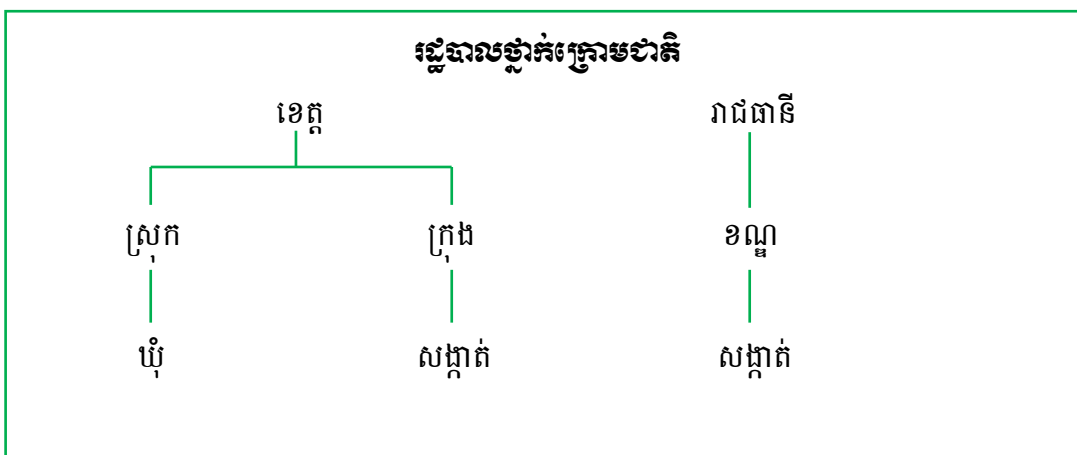 រដ្ឋបាលថ្នាក់ក្រោមជាតិ
ខេត្ត រាជធានី
ស្រុក ក្រុង ខណ្ឌ
ឃុំ សង្កាត់ សង្កាត់